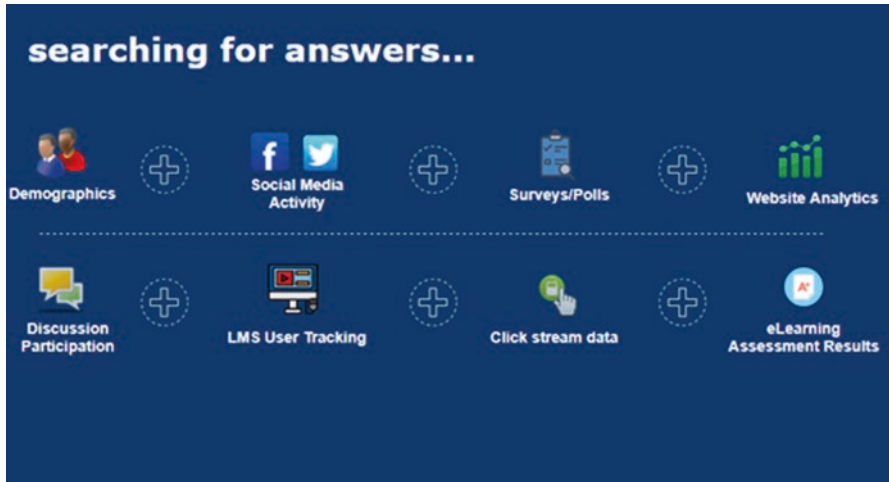 searching for answers...
Demographics
Social Media
Activity
Surveys/Polls
Website Analytics
Discussion
Participation
LMS User Tracking
Click stream data
eLearning
Assessment Results
A+